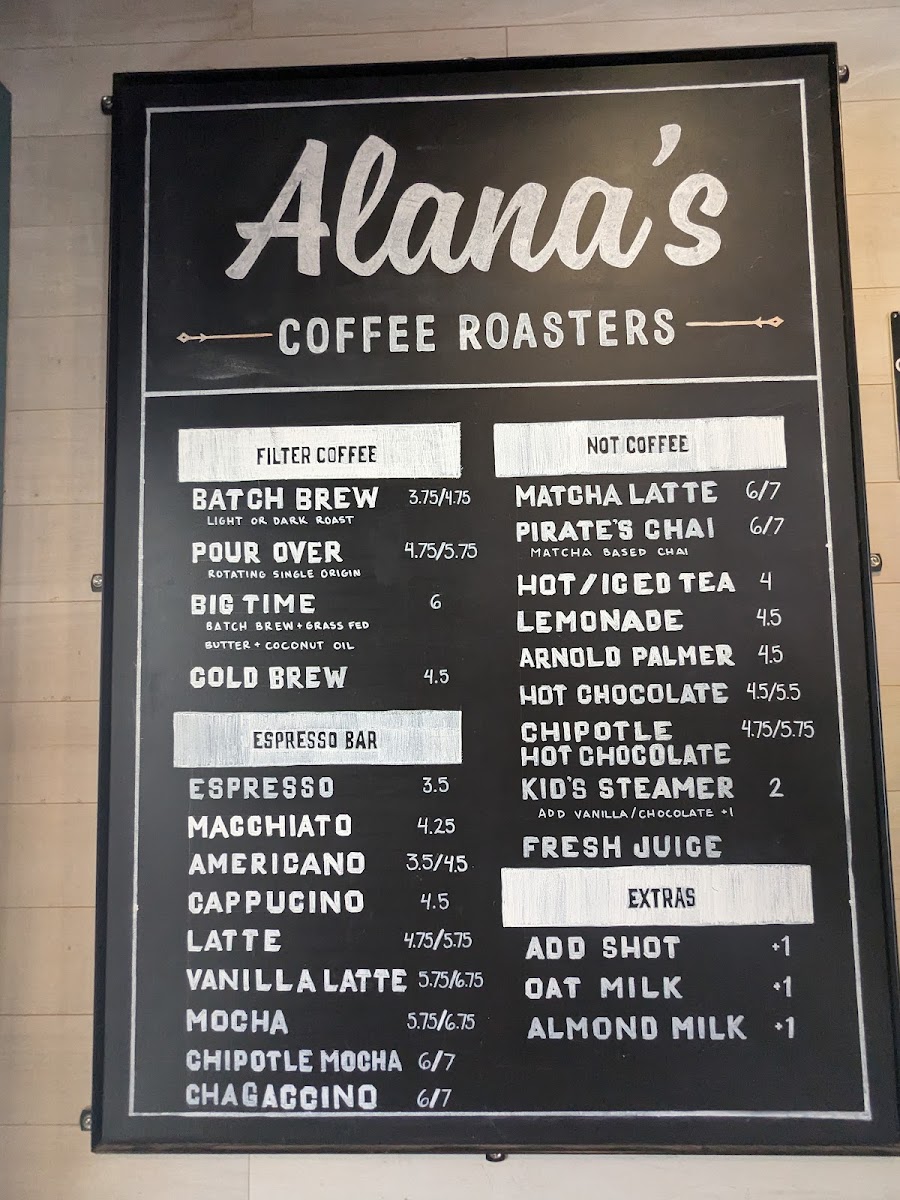 Alana's
COFFEE ROASTERS
FILTER COFFEE
BATCH BREW 3.75/4.75
LIGHT OR DARK ROAST
POUR OVER 4.75/5.75
ROTATING SINGLE ORIGIN
BIG TIME 6
BATCH BREW + GRASS FED
BUTTER + COCONUT OIL
COLD BREW 4.5
ESPRESSO BAR
ESPRESSO 3.5
MACCHIATO 4.25
AMERICANO 3.5/4.5
CAPPUCINO 4.5
LATTE 4.75/5.75
VANILLA LATTE 5.75/6.75
MOCHA 5.75/6.75
CHIPOTLE MOCHA 6/7
CHAGACCINO 6/7
NOT COFFEE
MATCHA LATTE 6/7
PIRATE'S CHAI 6/7
MATCHA BASED CHAI
HOT/ICED TEA 4
LEMONADE 4.5
ARNOLD PALMER 4.5
HOT CHOCOLATE 4.5/5.5
CHIPOTLE 4.75/5.75
HOT CHOCOLATE
KID'S STEAMER 2
ADD VANILLA/CHOCOLATE +1
FRESH JUICE
EXTRAS
ADD SHOT +1
OAT MILK +1
ALMOND MILK +1